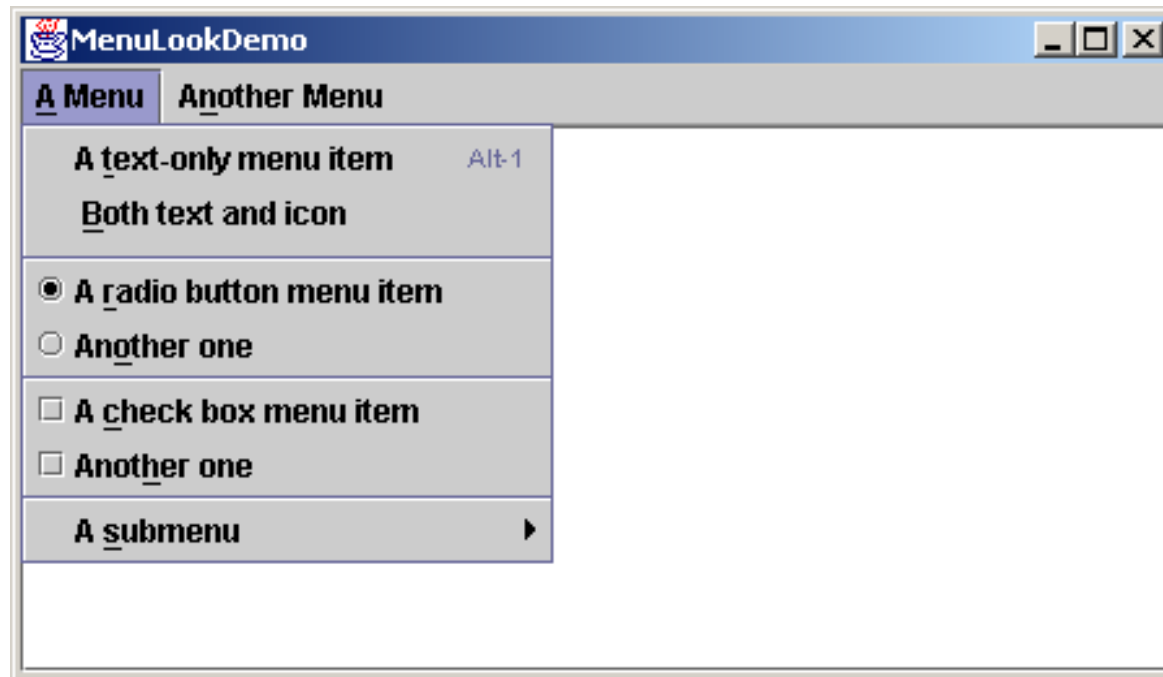 MenuLookDemo
A Menu Another Menu
A text-only menu item Alt-1
Both text and icon
A radio button menu item
Another one
A check box menu item
Another one
A submenu